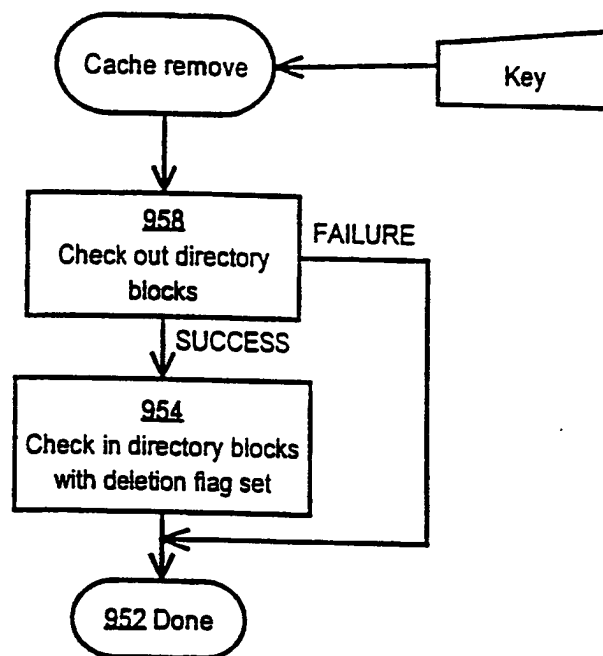 Cache remove
Key
958
Check out directory
blocks
FAILURE
SUCCESS
954
Check in directory blocks
with deletion flag set
952 Done